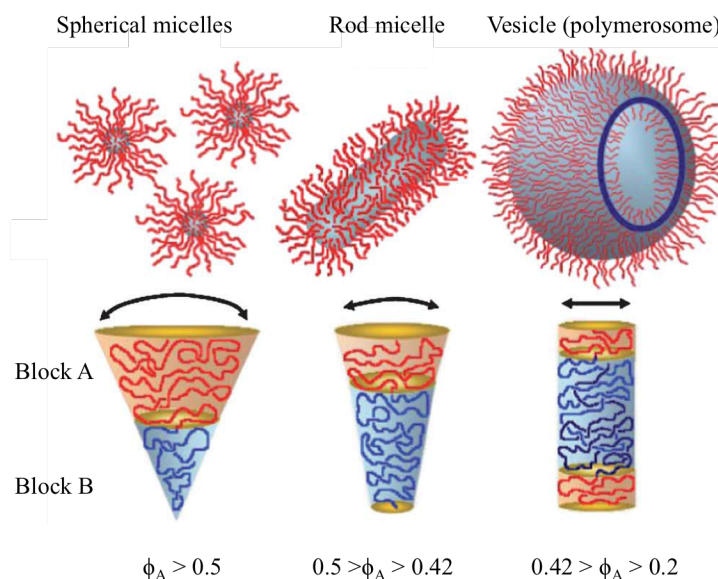 Spherical micelles Rod micelle Vesicle (polymerosome)
Block A
Block B
ϕA > 0.5 0.5 >ϕA > 0.42 0.42 > ϕA > 0.2